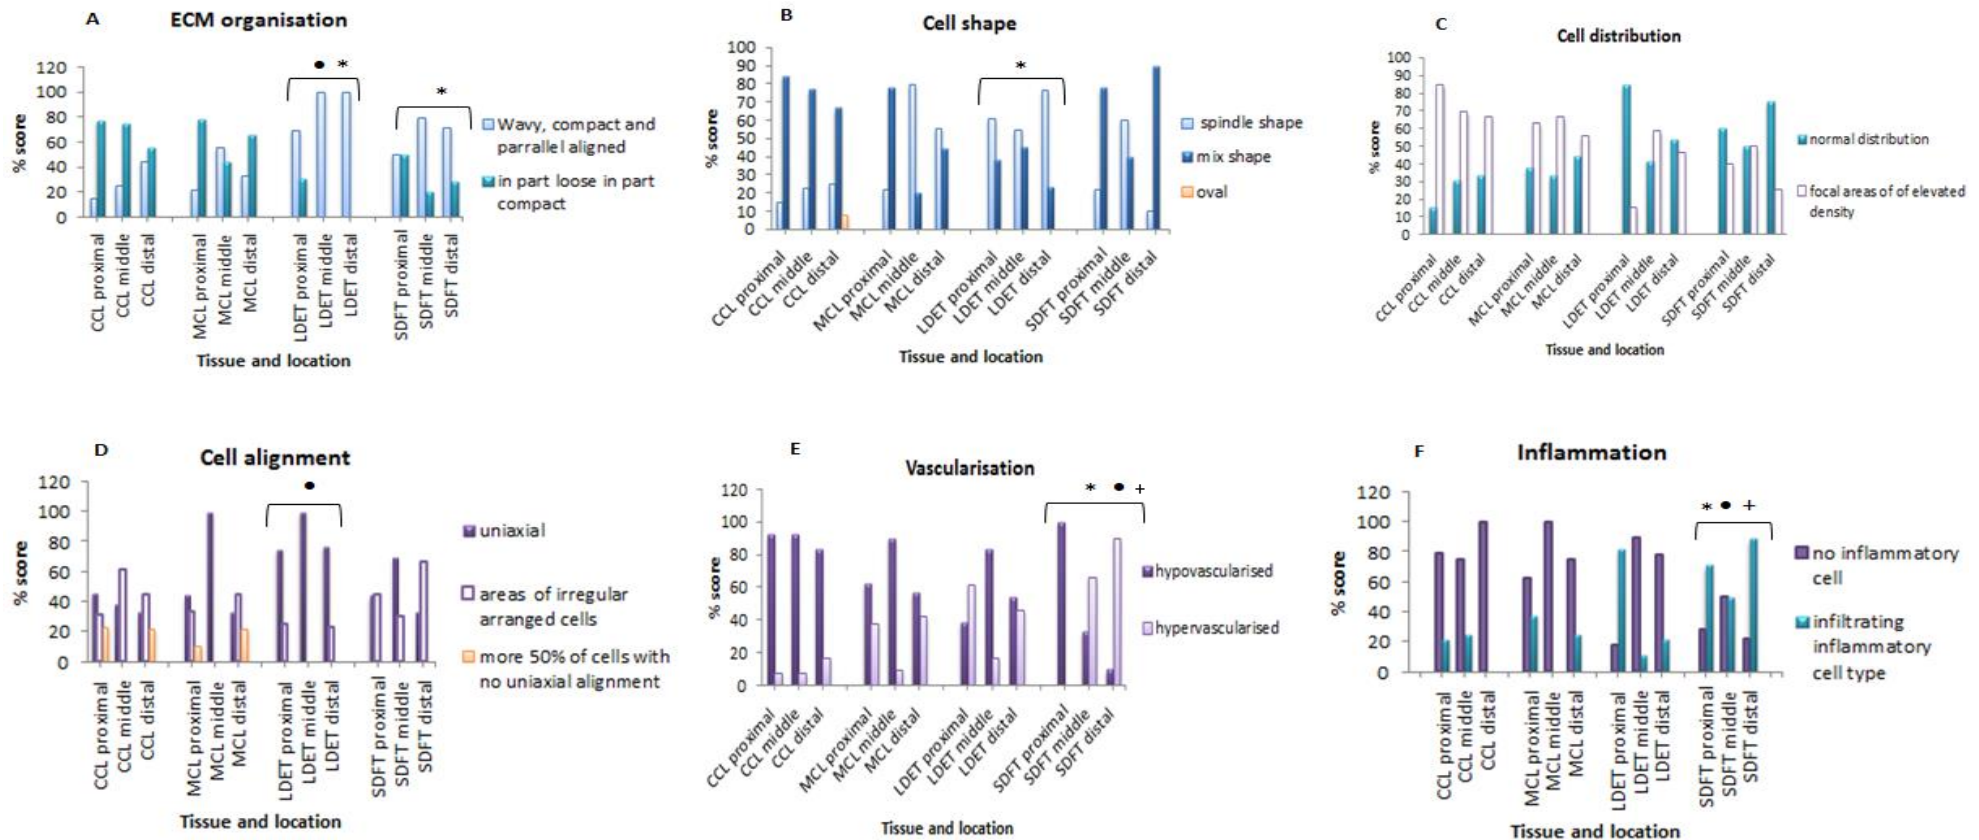 A
ECM organisation
120
100
80
60
40
20
0
% score
● *
*
Wavy, compact and
parrallel aligned
in part loose in part
compact
CCL proximal
CCL middle
CCL distal
MCL proximal
MCL middle
MCL distal
LDET proximal
LDET middle
LDET distal
SDFT proximal
SDFT middle
SDFT distal
Tissue and location
B
Cell shape
100
90
80
70
60
50
40
30
20
10
0
% score
*
spindle shape
mix shape
oval
CCL proximal
CCL middle
CCL distal
MCL proximal
MCL middle
MCL distal
LDET proximal
LDET middle
LDET distal
SDFT proximal
SDFT middle
SDFT distal
Tissue and location
C
Cell distribution
100
90
80
70
60
50
40
30
20
10
0
% score
normal distribution
focal areas of of elevated
density
CCL proximal
CCL middle
CCL distal
MCL proximal
MCL middle
MCL distal
LDET proximal
LDET middle
LDET distal
SDFT proximal
SDFT middle
SDFT distal
Tissue and location
D
Cell alignment
120
100
80
60
40
20
0
% score
●
uniaxial
areas of irregular
arranged cells
more 50% of cells with
no uniaxial alignment
CCL proximal
CCL middle
CCL distal
MCL proximal
MCL middle
MCL distal
LDET proximal
LDET middle
LDET distal
SDFT proximal
SDFT middle
SDFT distal
Tissue and location
E
Vascularisation
120
100
80
60
40
20
0
% score
* ● +
hypovascularised
hypervascularised
CCL proximal
CCL middle
CCL distal
MCL proximal
MCL middle
MCL distal
LDET proximal
LDET middle
LDET distal
SDFT proximal
SDFT middle
SDFT distal
Tissue and location
F
Inflammation
120
100
80
60
40
20
0
% score
* ● +
no inflammatory
cell
infiltrating
inflammatory
cell type
CCL proximal
CCL middle
CCL distal
MCL proximal
MCL middle
MCL distal
LDET proximal
LDET middle
LDET distal
SDFT proximal
SDFT middle
SDFT distal
Tissue and location